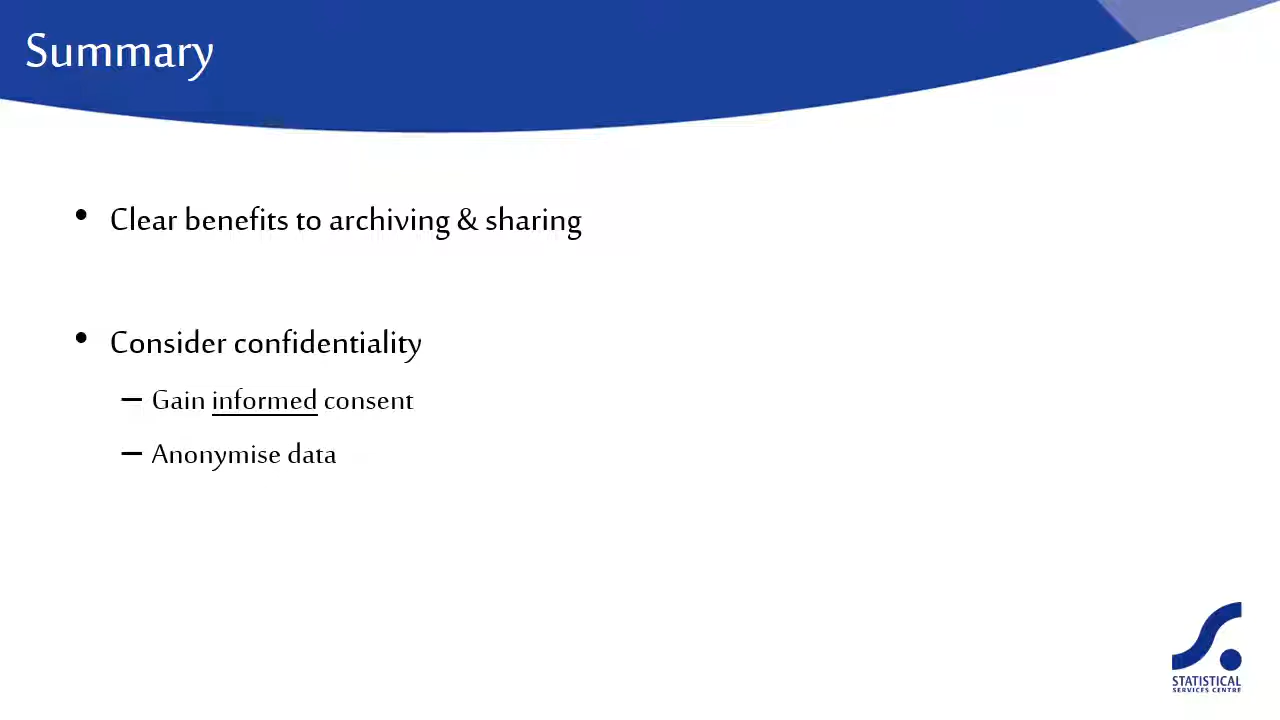 Summary
• Clear benefits to archiving & sharing
• Consider confidentiality
– Gain informed consent
– Anonymise data
STATISTICAL
SERVICES CENTRE